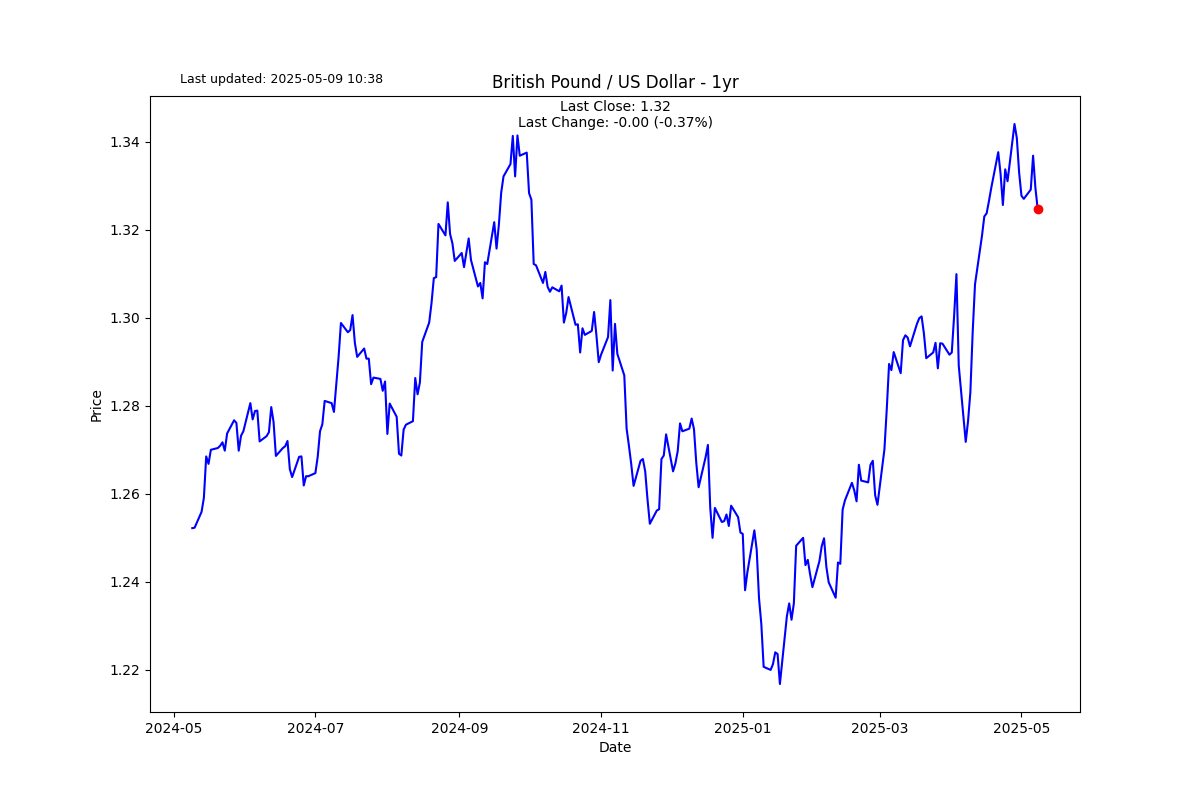 Last updated: 2025-05-09 10:38
British Pound / US Dollar - 1yr
Last Close: 1.32
Last Change: -0.00 (-0.37%)
Price
1.34
1.32
1.30
1.28
1.26
1.24
1.22
2024-05
2024-07
2024-09
2024-11
2025-01
2025-03
2025-05
Date